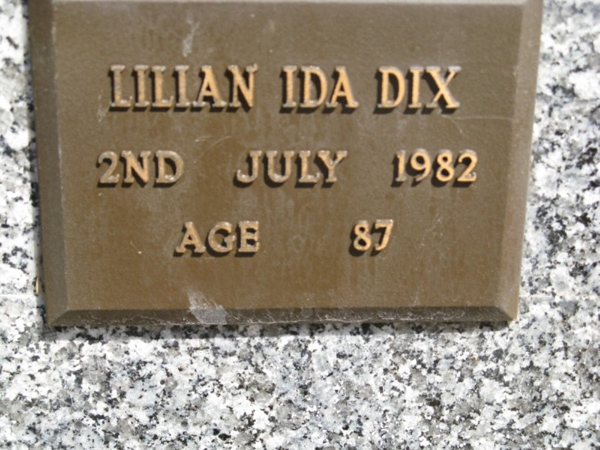 LILIAN IDA DIX
2ND JULY 1982
AGE 87